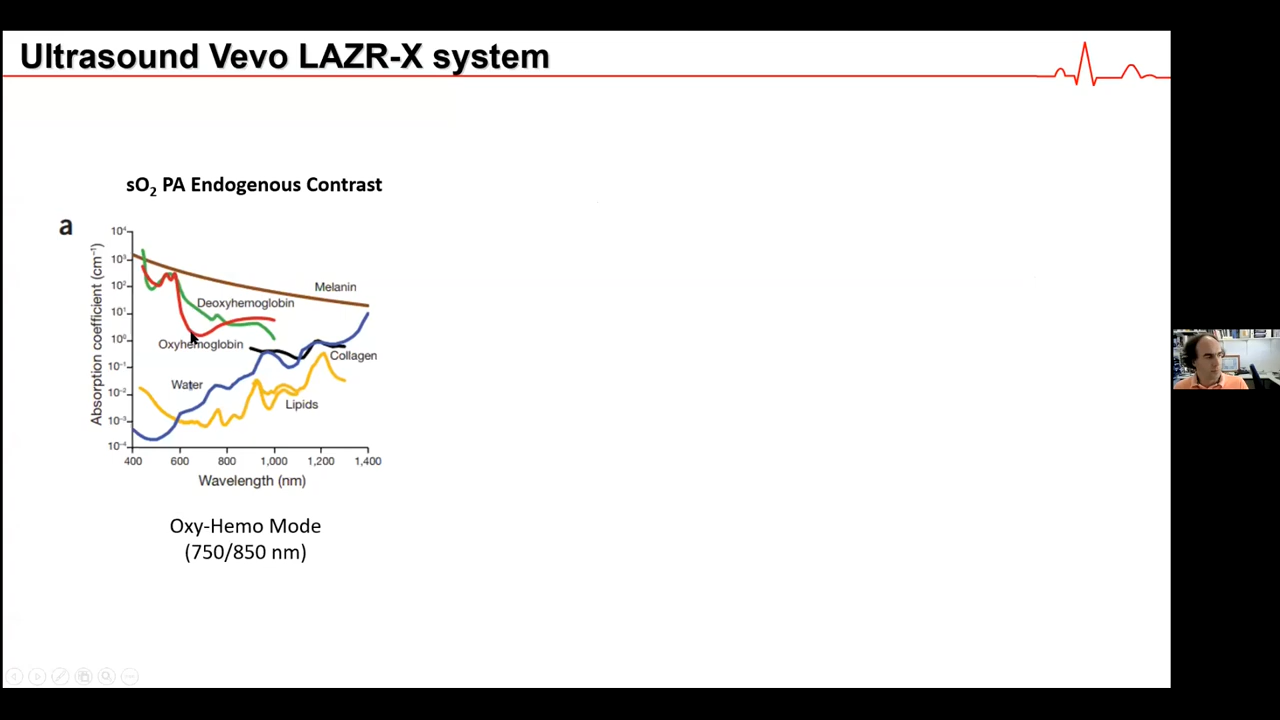 Ultrasound Vevo LAZR-X system
sO₂ PA Endogenous Contrast
a
Absorption coefficient (cm⁻¹)
10⁴
10³
10²
10¹
10⁰
10⁻¹
10⁻²
10⁻³
10⁻⁴
Melanin
Deoxyhemoglobin
Oxyhemoglobin
Collagen
Water
Lipids
400 600 800 1,000 1,200 1,400
Wavelength (nm)
Oxy-Hemo Mode
(750/850 nm)